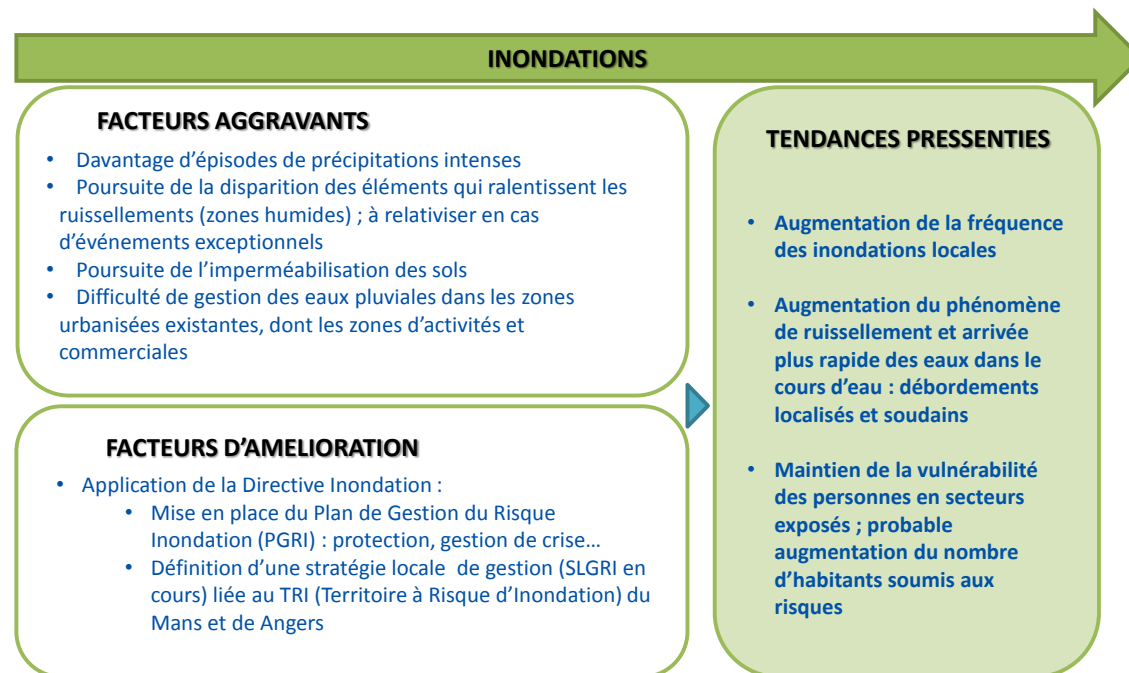 INONDATIONS
FACTEURS AGGRAVANTS
• Davantage d'épisodes de précipitations intenses
• Poursuite de la disparition des éléments qui ralentissent les
ruissellements (zones humides) ; à relativiser en cas
d'événements exceptionnels
• Poursuite de l'imperméabilisation des sols
• Difficulté de gestion des eaux pluviales dans les zones
urbanisées existantes, dont les zones d'activités et
commerciales
FACTEURS D'AMELIORATION
• Application de la Directive Inondation :
• Mise en place du Plan de Gestion du Risque
Inondation (PGRI) : protection, gestion de crise…
• Définition d'une stratégie locale de gestion (SLGRI en
cours) liée au TRI (Territoire à Risque d'Inondation) du
Mans et de Angers
TENDANCES PRESSENTIES
• Augmentation de la fréquence
des inondations locales
• Augmentation du phénomène
de ruissellement et arrivée
plus rapide des eaux dans le
cours d'eau : débordements
localisés et soudains
• Maintien de la vulnérabilité
des personnes en secteurs
exposés ; probable
augmentation du nombre
d'habitants soumis aux
risques